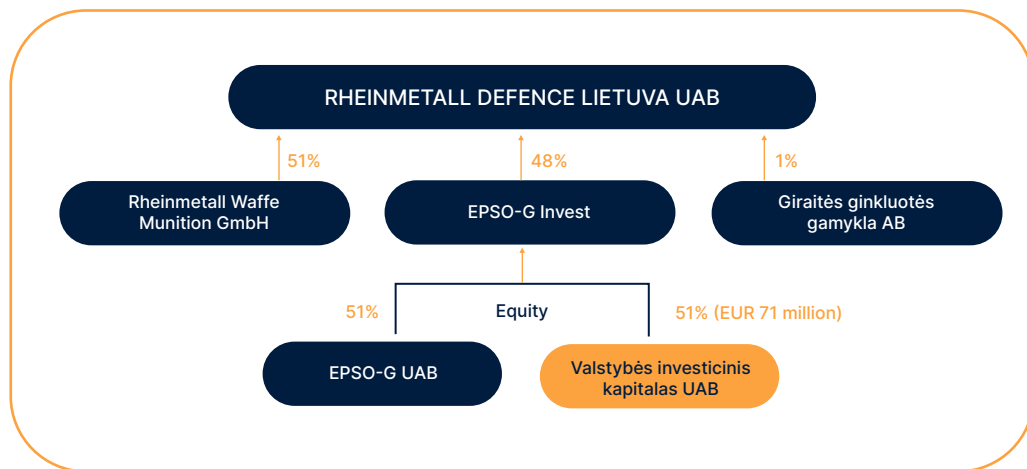 RHEINMETALL DEFENCE LIETUVA UAB
51%
48%
1%
Rheinmetall Waffe
Munition GmbH
EPSO-G Invest
Giraitės ginkluotės
gamykla AB
51%
Equity
51% (EUR 71 million)
EPSO-G UAB
Valstybės investicinis
kapitalas UAB